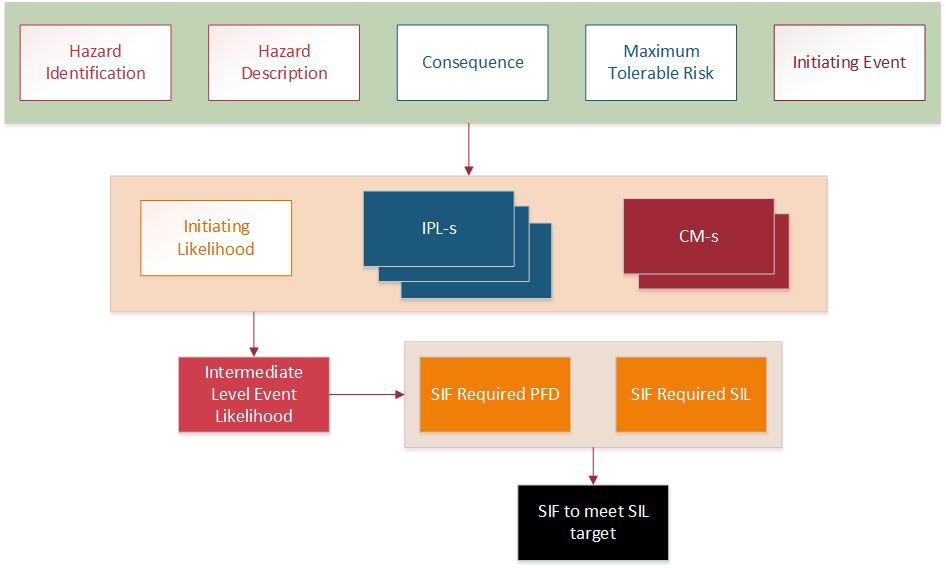 Hazard
Identification
Hazard
Description
Consequence
Maximum
Tolerable Risk
Initiating Event
Initiating
Likelihood
IPL-s
CM-s
Intermediate
Level Event
Likelihood
SIF Required PFD
SIF Required SIL
SIF to meet SIL
target